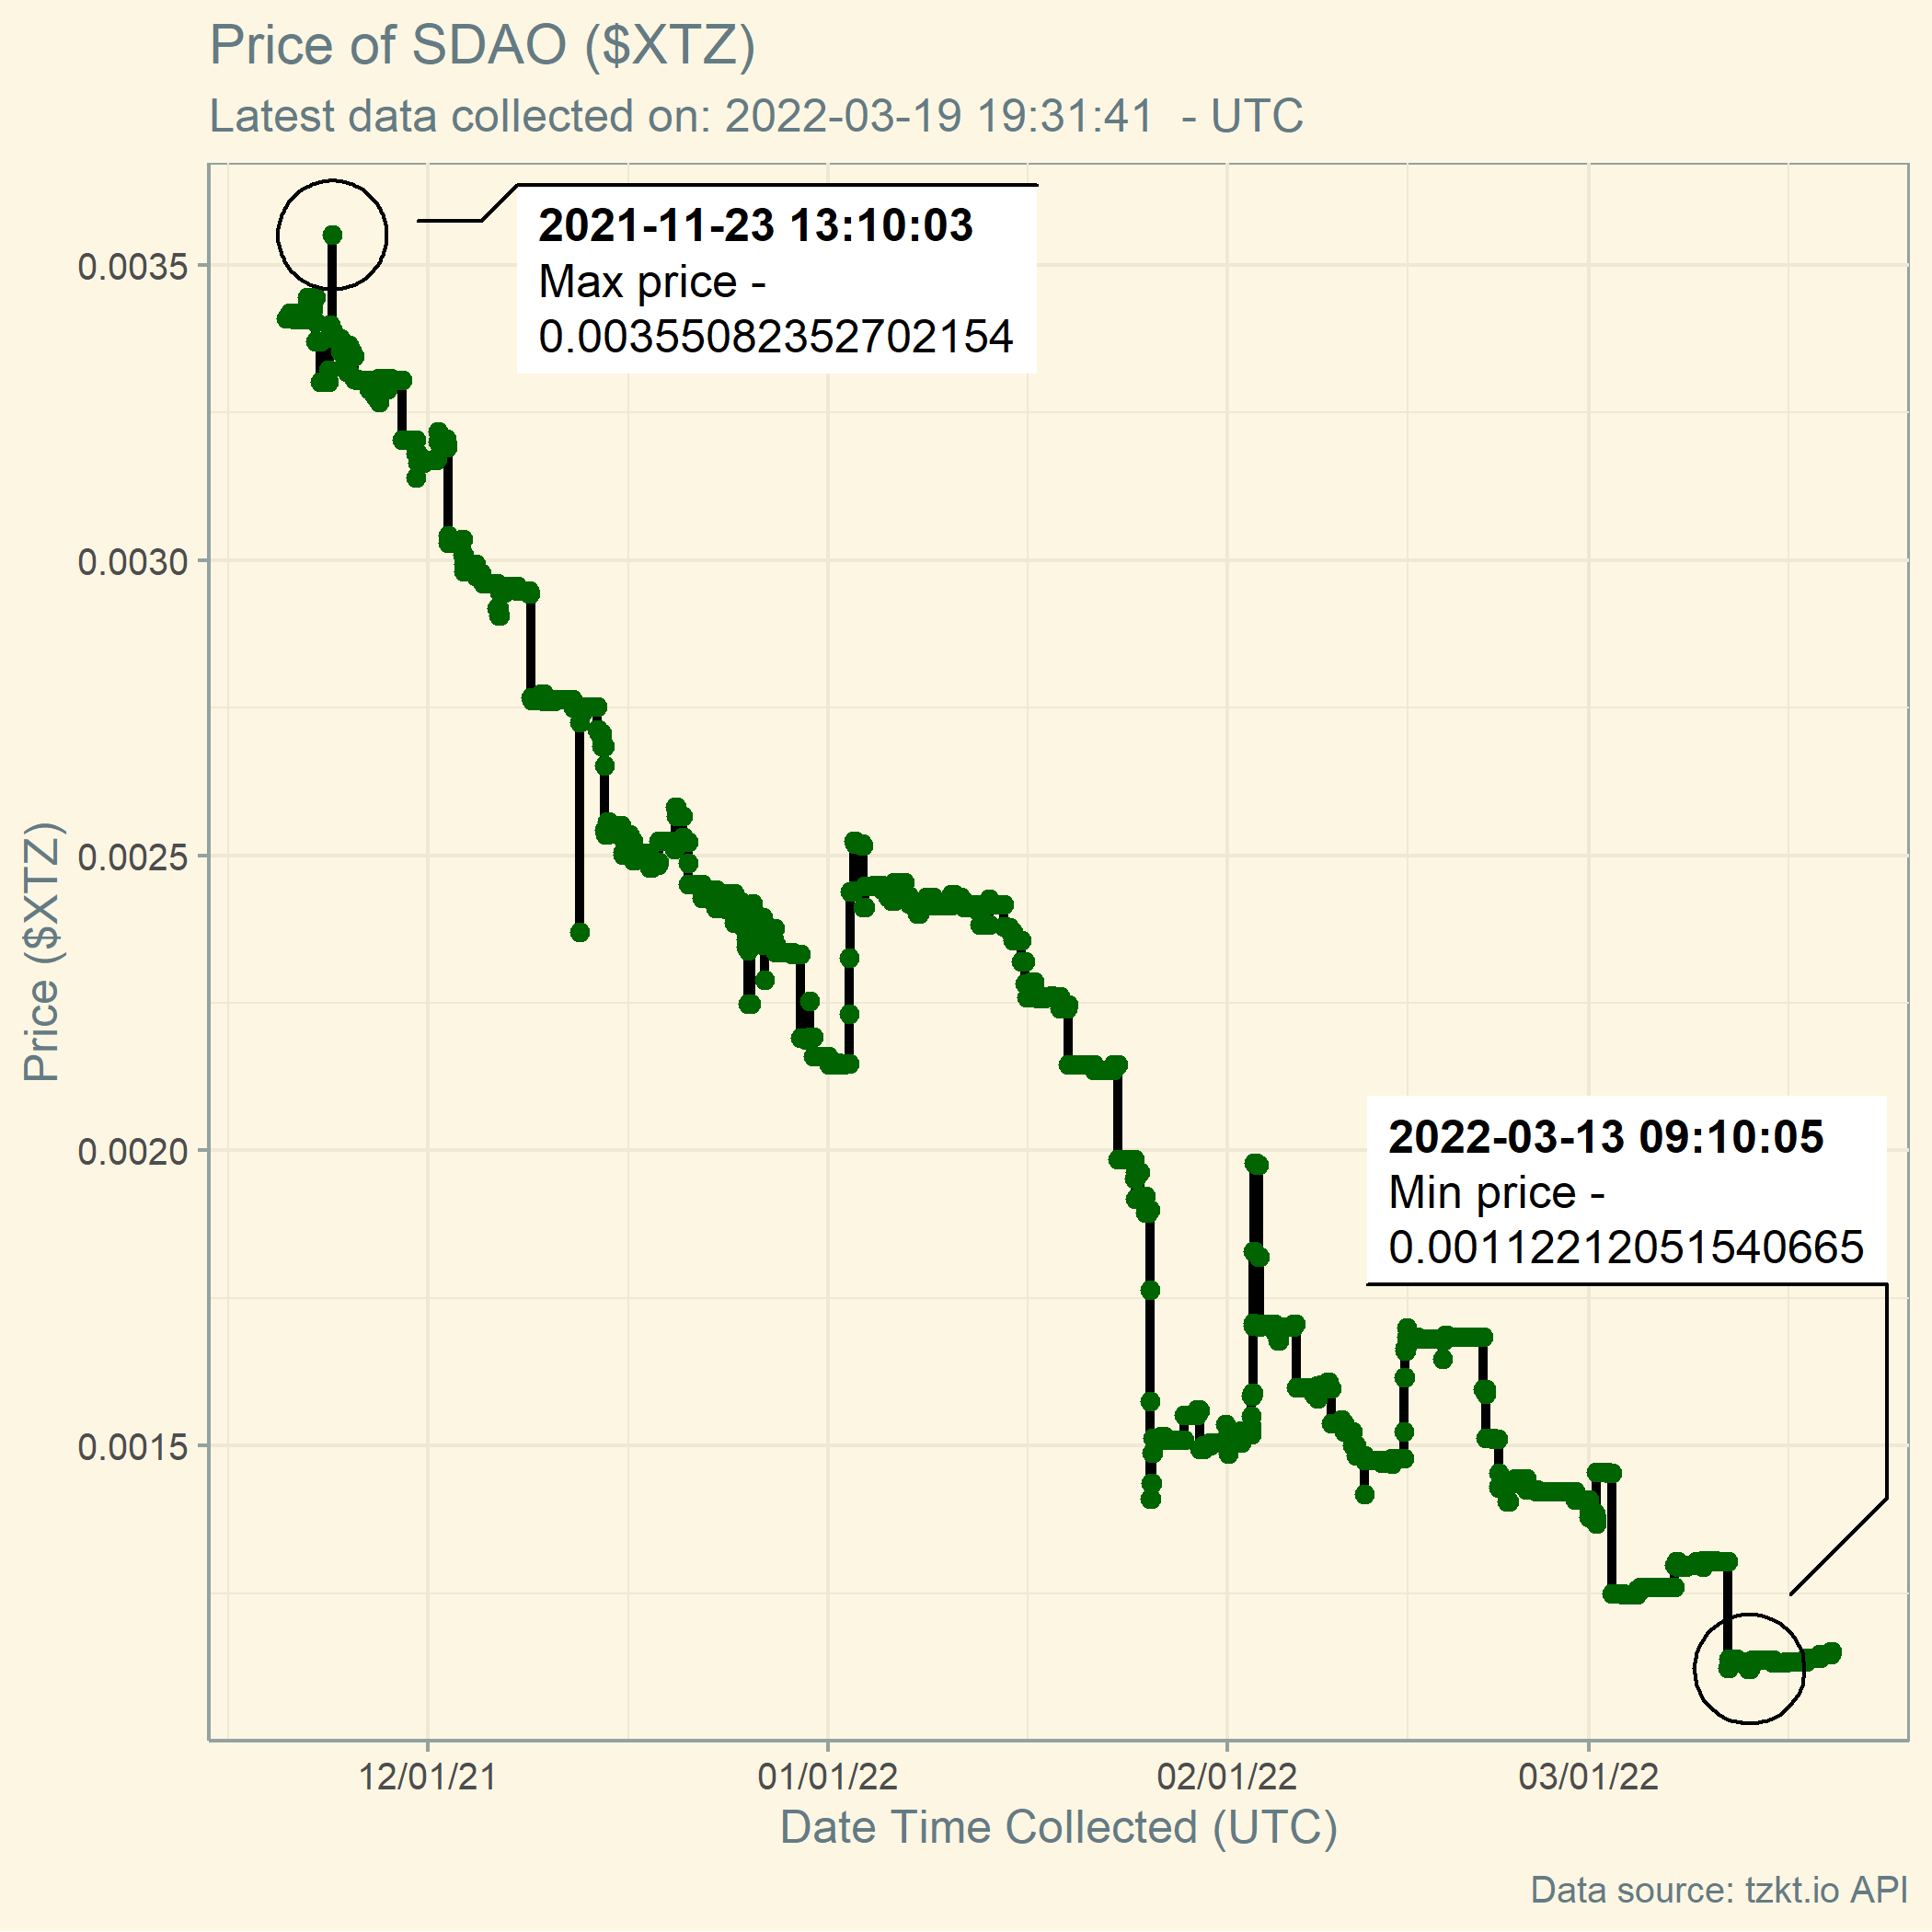 Price of SDAO ($XTZ)
Latest data collected on: 2022-03-19 19:31:41  - UTC
2021-11-23 13:10:03
Max price -
0.00355082352702154
0.0035
0.0030
0.0025
0.0020
0.0015
Price ($XTZ)
2022-03-13 09:10:05
Min price -
0.00112212051540665
12/01/21
01/01/22
02/01/22
03/01/22
Date Time Collected (UTC)
Data source: tzkt.io API